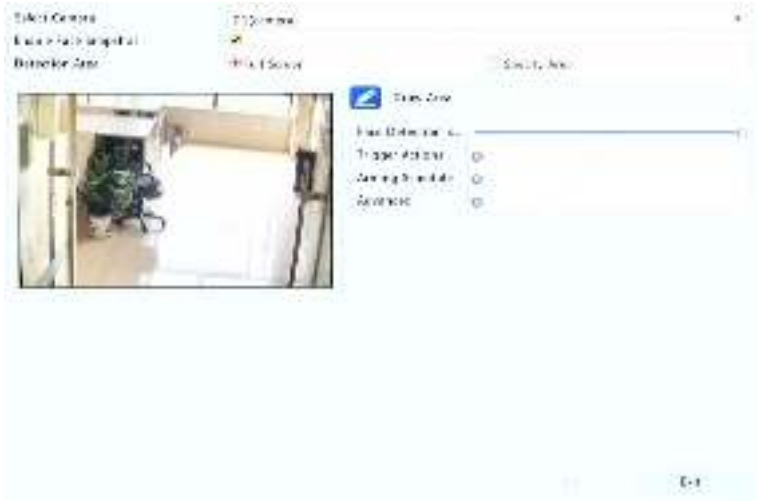 Select Camera
Enable Face Snapshot
Detection Area Full Screen Specify Area
Draw Area
Face Detection
Trigger Actions
Arming Schedule
Advanced
Exit